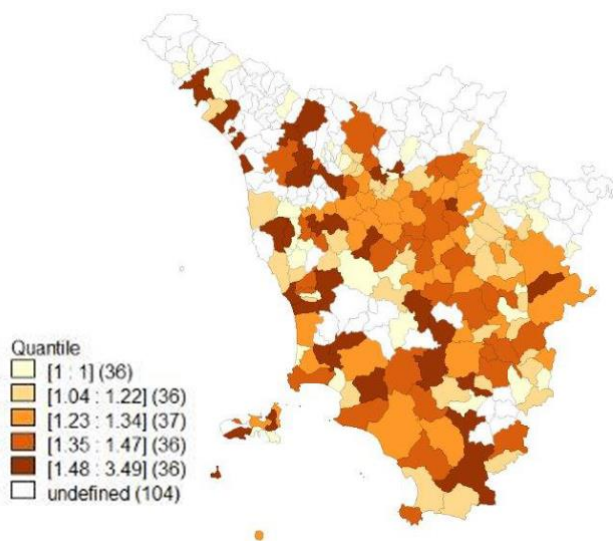 Quantile
[1 : 1] (36)
[1.04 : 1.22] (36)
[1.23 : 1.34] (37)
[1.35 : 1.47] (36)
[1.48 : 3.49] (36)
undefined (104)